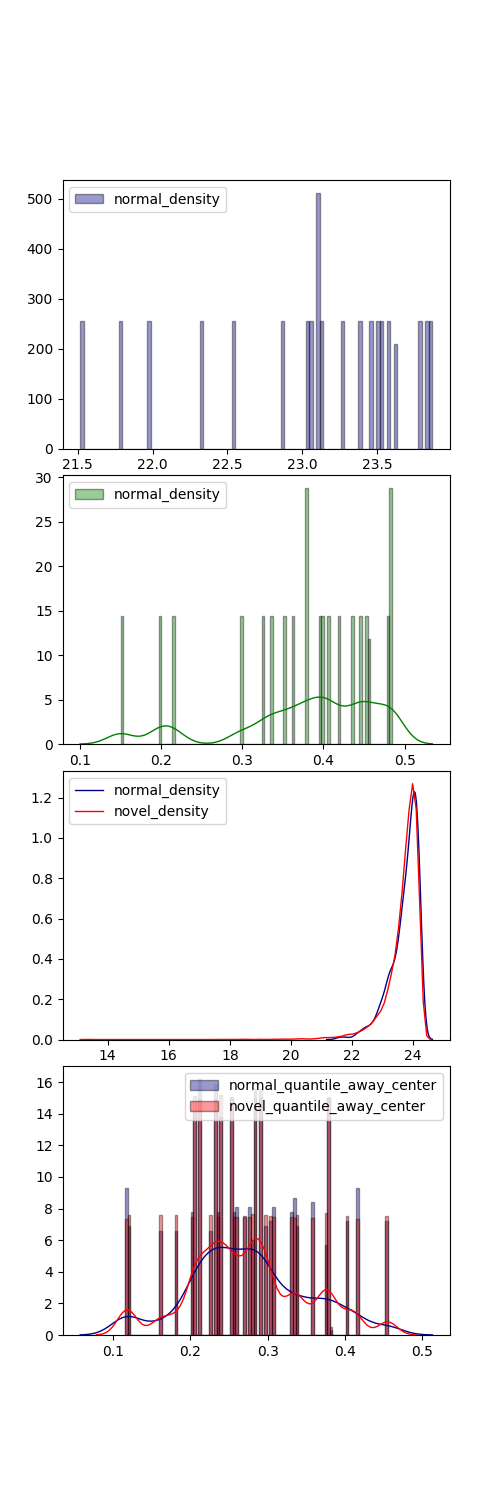 normal_density
500
400
300
200
100
0
21.5 22.0 22.5 23.0 23.5
normal_density
30
25
20
15
10
5
0
0.1 0.2 0.3 0.4 0.5
normal_density
novel_density
1.2
1.0
0.8
0.6
0.4
0.2
0.0
14 16 18 20 22 24
normal_quantile_away_center
novel_quantile_away_center
16
14
12
10
8
6
4
2
0
0.1 0.2 0.3 0.4 0.5